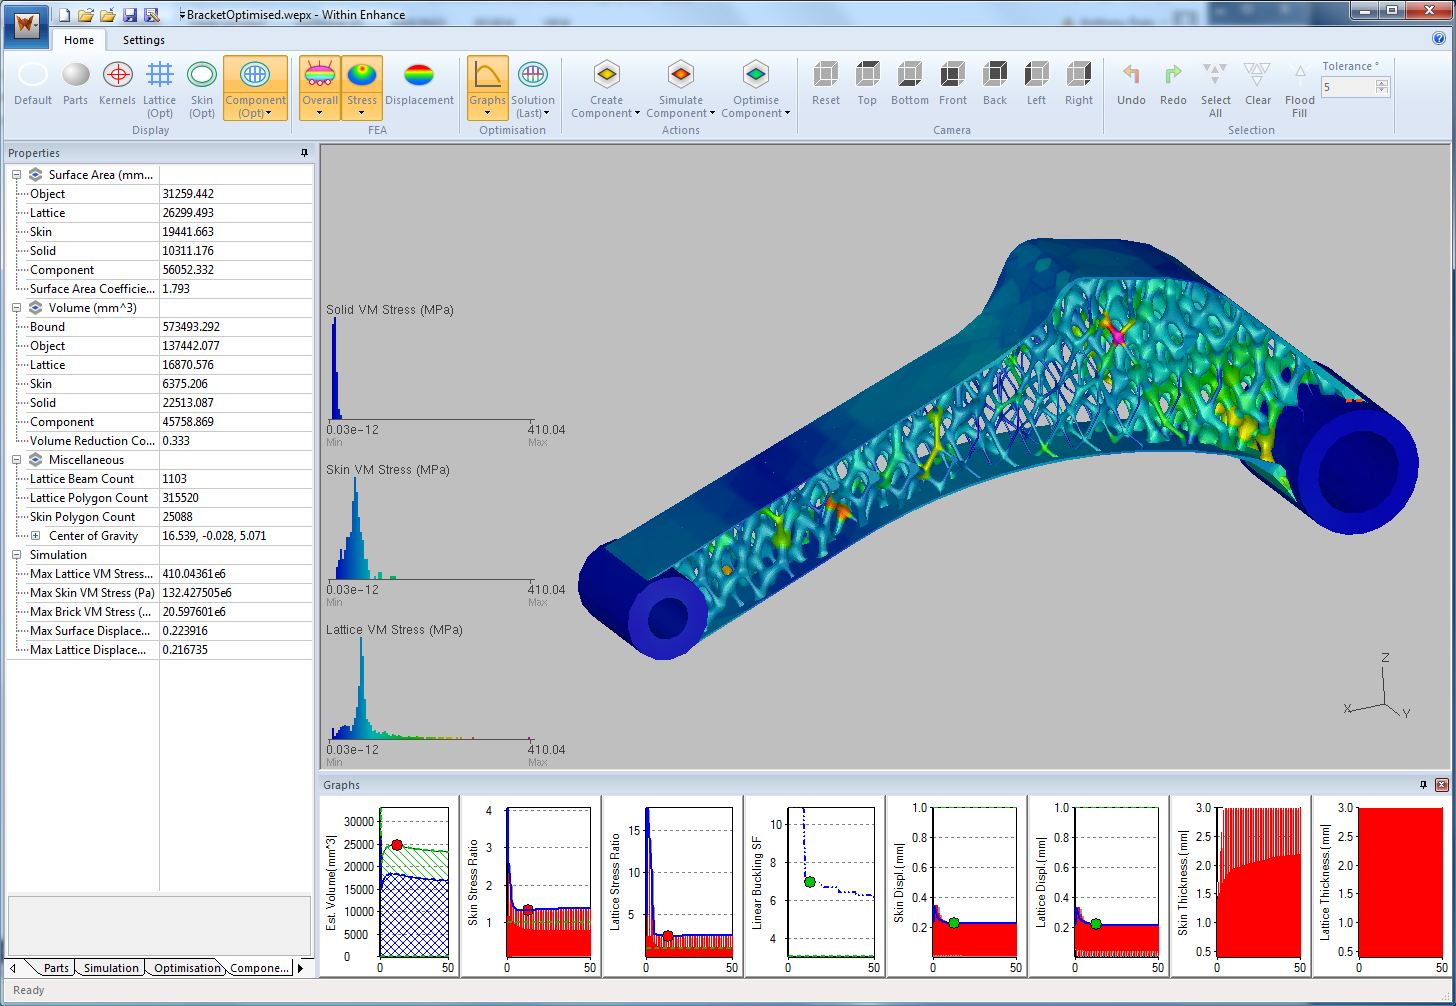 BracketOptimised.wepx - Within Enhance
Home Settings
Default Parts Kernels Lattice (Opt) Skin (Opt) Component (Opt)
Display
Overall Stress Displacement
FEA
Graphs Solution (Last)
Optimisation
Create Component Simulate Component Optimise Component
Actions
Reset Top Bottom Front Back Left Right
Camera
Undo Redo Select All Clear Flood Fill
Tolerance °
5
Selection
Properties
Surface Area (mm...
Object 31259.442
Lattice 26299.493
Skin 19441.663
Solid 10311.176
Component 56052.332
Surface Area Coefficie... 1.793
Volume (mm^3)
Bound 573493.292
Object 137442.077
Lattice 16870.576
Skin 6375.206
Solid 22513.087
Component 45758.869
Volume Reduction Co... 0.333
Miscellaneous
Lattice Beam Count 1103
Lattice Polygon Count 315520
Skin Polygon Count 25088
Center of Gravity 16.539, -0.028, 5.071
Simulation
Max Lattice VM Stress... 410.04361e6
Max Skin VM Stress (Pa) 132.427505e6
Max Brick VM Stress (... 20.597601e6
Max Surface Displace... 0.223916
Max Lattice Displace... 0.216735
Parts Simulation Optimisation Compone...
Ready
Solid VM Stress (MPa)
0.03e-12 410.04
Min Max
Skin VM Stress (MPa)
0.03e-12 410.04
Min Max
Lattice VM Stress (MPa)
0.03e-12 410.04
Min Max
Z
X
Y
Graphs
Est. Volume(mm^3)
30000
25000
20000
15000
10000
5000
0
0 50
Skin Stress Ratio
4
3
2
1
0 50
Lattice Stress Ratio
15
10
5
0 50
Linear Buckling SF
10
8
6
4
0 50
Skin Displ.(mm)
1.0
0.8
0.6
0.4
0.2
0 50
Lattice Displ.(mm)
1.0
0.8
0.6
0.4
0.2
0 50
Skin Thickness.(mm)
3.0
2.5
2.0
1.5
1.0
0.5
0 50
Lattice Thickness.(mm)
3.0
2.5
2.0
1.5
1.0
0.5
0 50